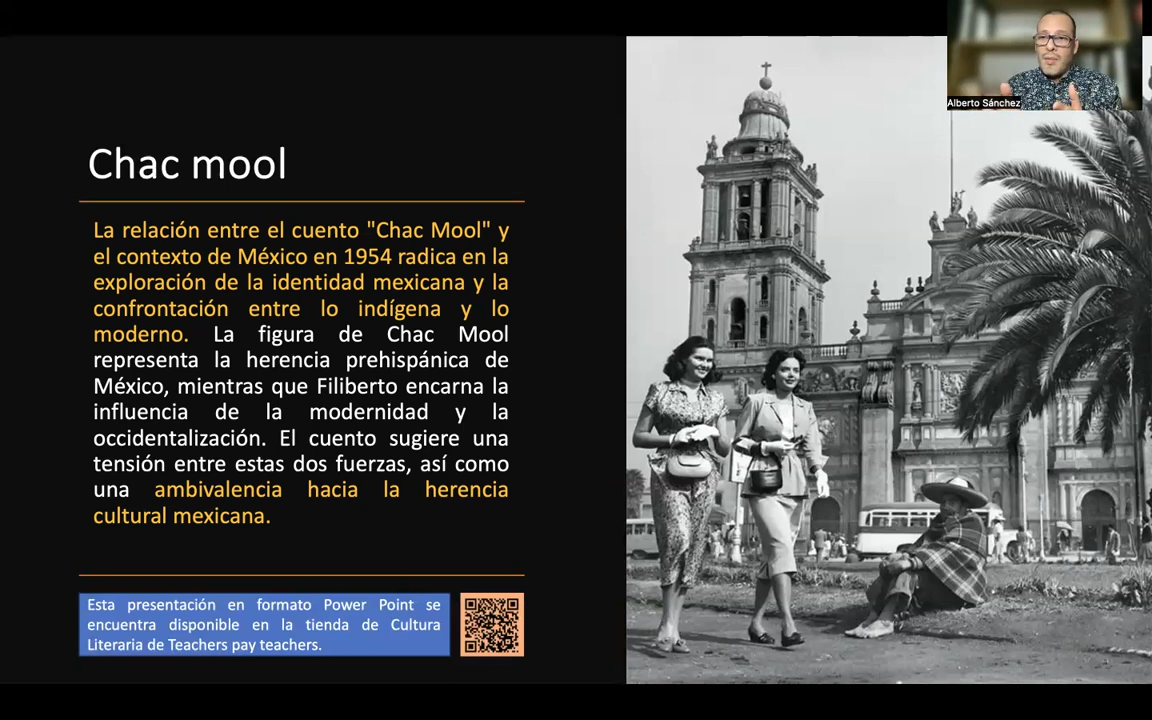 Alberto Sánchez
Chac mool
La relación entre el cuento "Chac Mool" y
el contexto de México en 1954 radica en la
exploración de la identidad mexicana y la
confrontación entre lo indígena y lo
moderno. La figura de Chac Mool
representa la herencia prehispánica de
México, mientras que Filiberto encarna la
influencia de la modernidad y la
occidentalización. El cuento sugiere una
tensión entre estas dos fuerzas, así como
una ambivalencia hacia la herencia
cultural mexicana.
Esta presentación en formato Power Point se
encuentra disponible en la tienda de Cultura
Literaria de Teachers pay teachers.